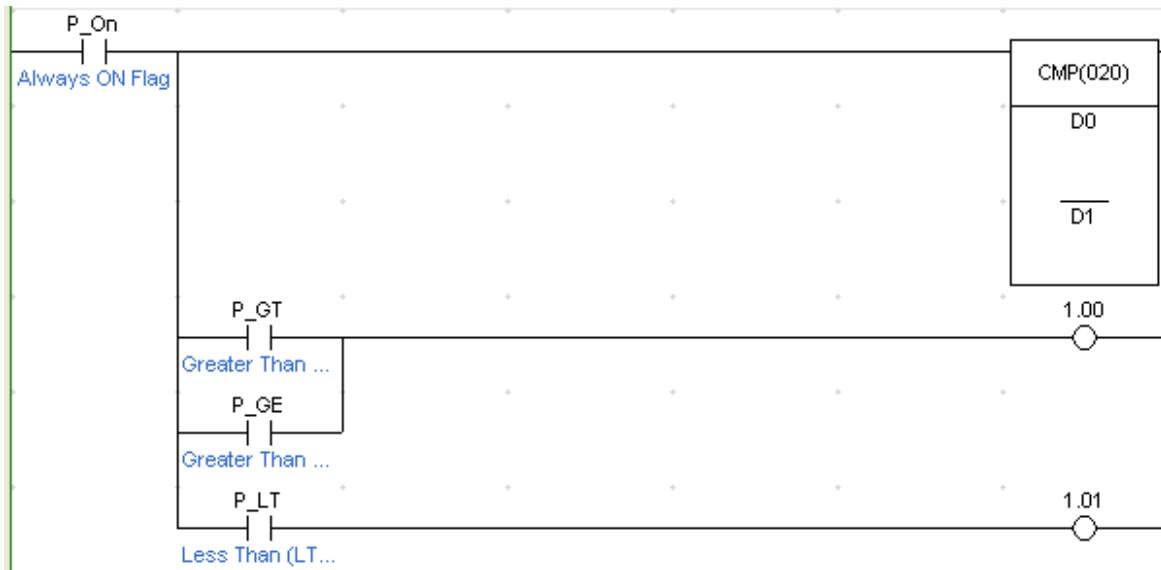 P_On
Always ON Flag
CMP(020)
D0
D1
P_GT
1.00
Greater Than ...
P_GE
Greater Than ...
P_LT
1.01
Less Than (LT...